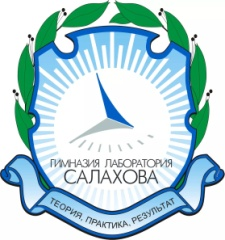 ГИМНАЗИЯ ЛАБОРАТОРИЯ
САЛАХОВА
ТЕОРИЯ, ПРАКТИКА, РЕЗУЛЬТАТ